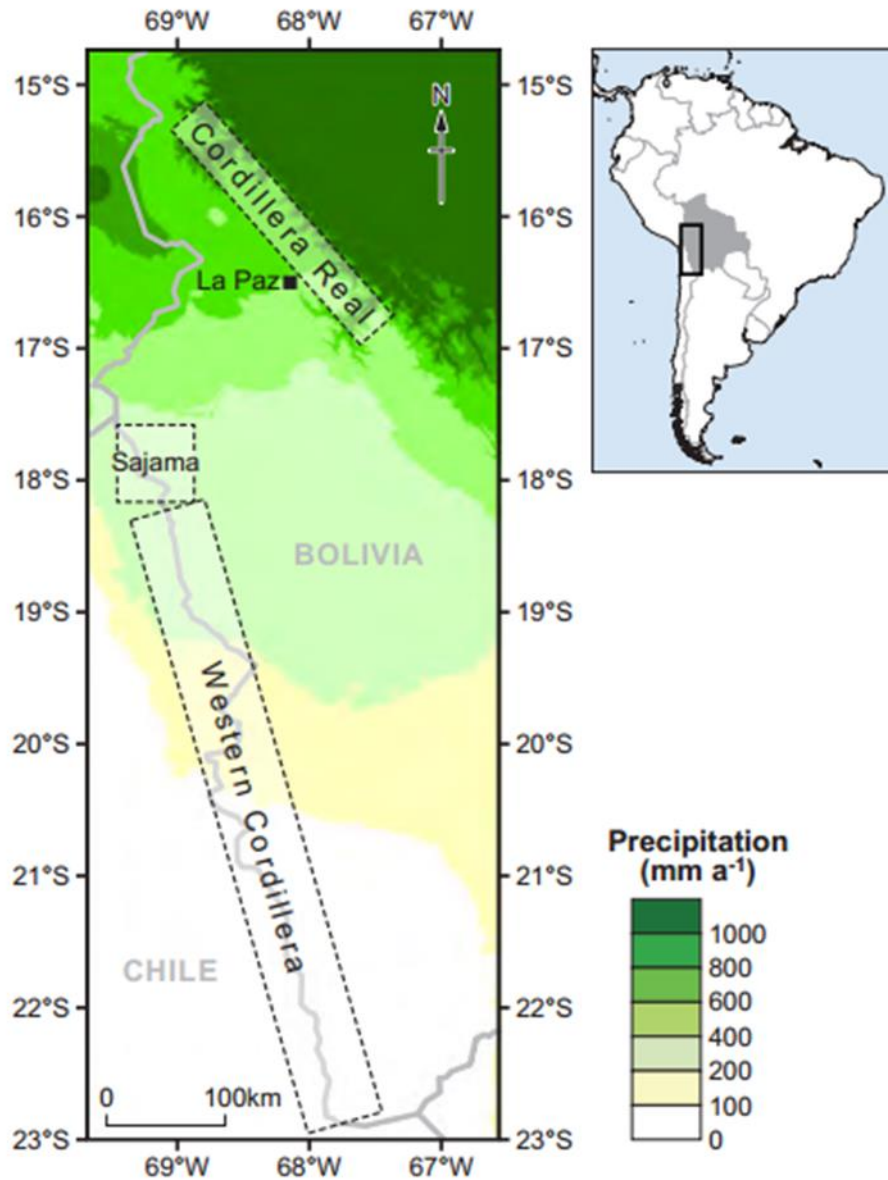 69°W 68°W 67°W
15°S 15°S
N
Cordillera Real
16°S 16°S
La Paz
17°S 17°S
Sajama
18°S 18°S
BOLIVIA
19°S 19°S
Western Cordillera
20°S 20°S
21°S 21°S
CHILE
22°S 22°S
0 100km
23°S 23°S
69°W 68°W 67°W
Precipitation
(mm a⁻¹)
1000
800
600
400
200
100
0